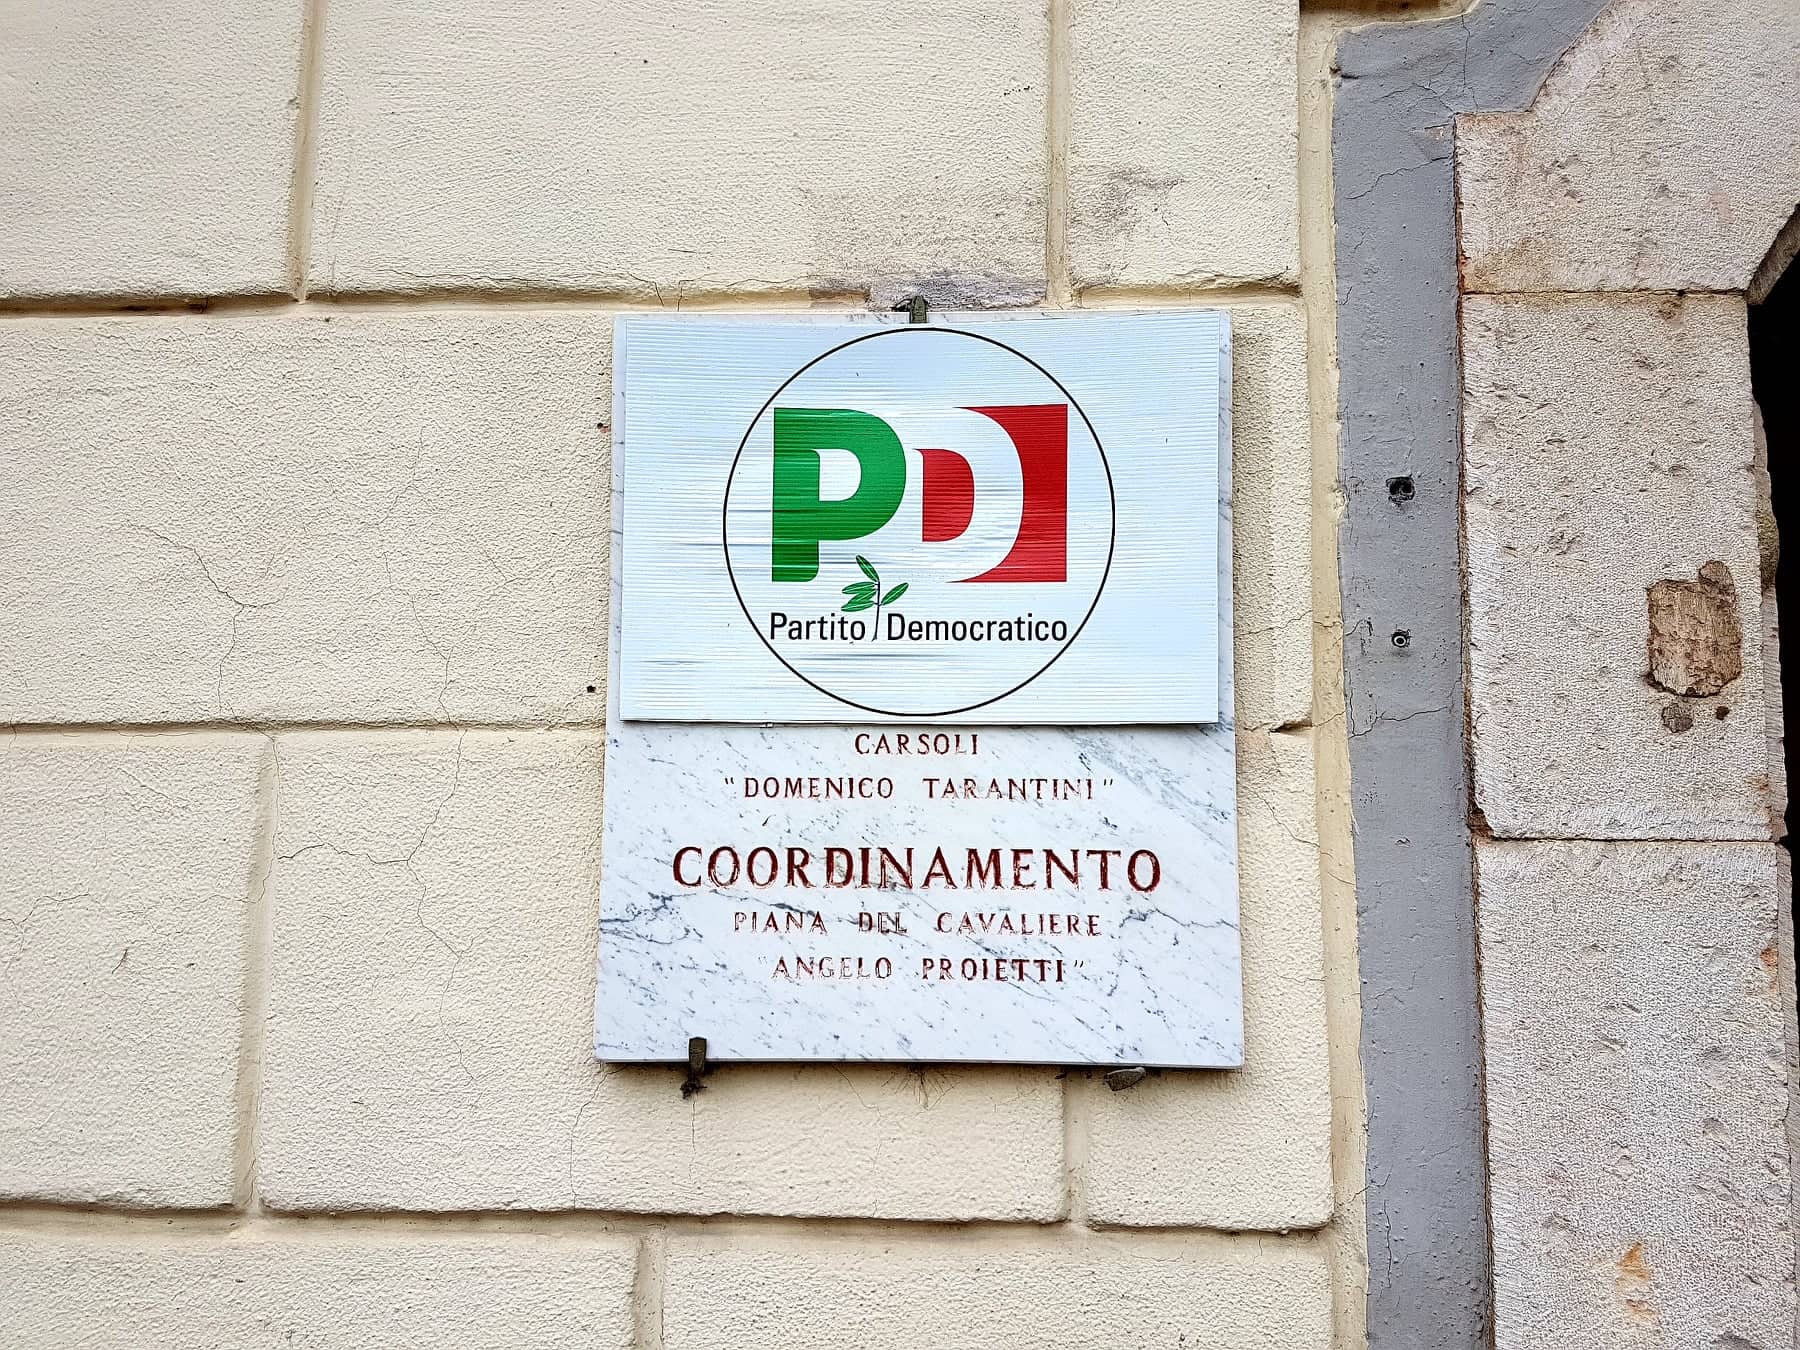 PD
Partito Democratico
CARSOLI
"DOMENICO TARANTINI"
COORDINAMENTO
PIANA DEL CAVALIERE
"ANGELO PROIETTI"